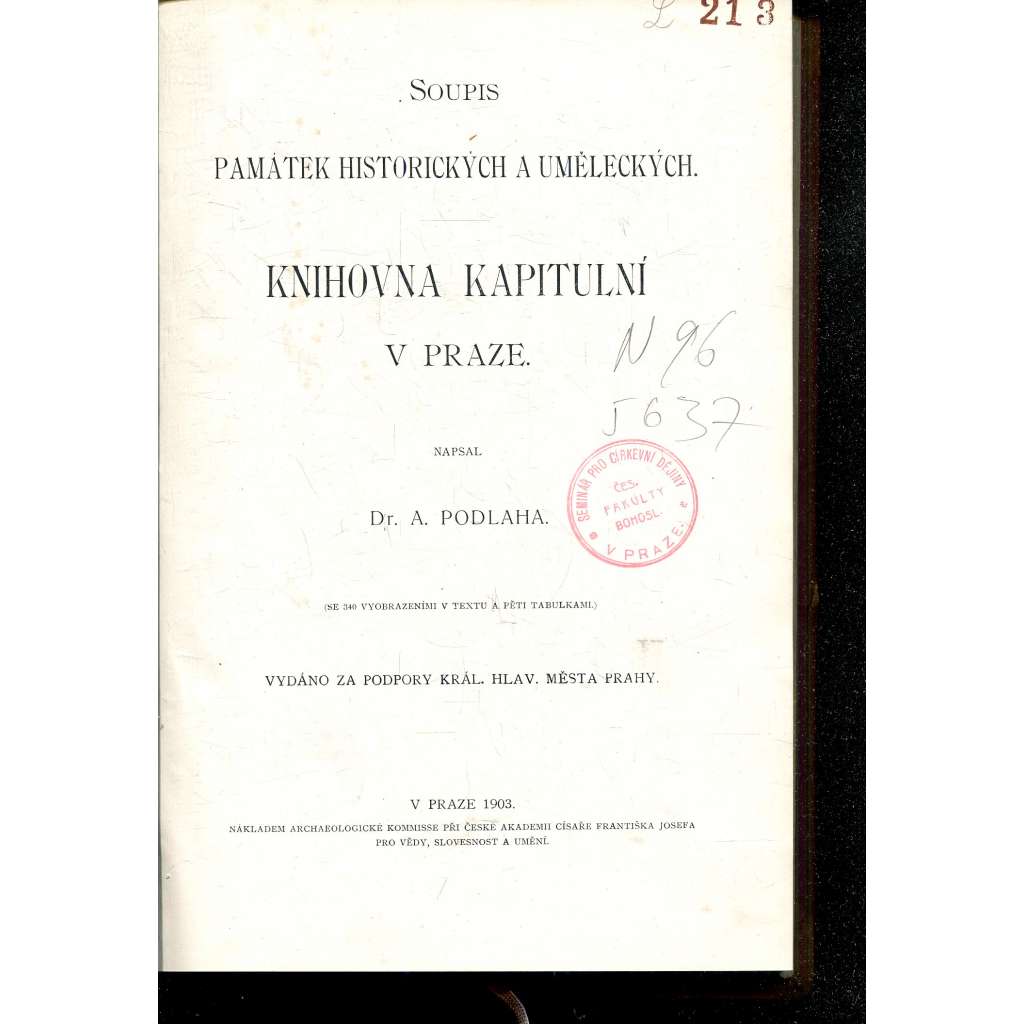 L 213
SOUPIS
PAMÁTEK HISTORICKÝCH A UMĚLECKÝCH.
KNIHOVNA KAPITULNÍ
V PRAZE.
N 96
5637
NAPSAL
Dr. A. PODLAHA.
SEMINÁŘ PRO CÍRKEVNÍ DĚJINY
ČES.
FAKULTY
BOHOSL.
V PRAZE.
(SE 340 VYOBRAZENÍMI V TEXTU A PĚTI TABULKAMI.)
VYDÁNO ZA PODPORY KRÁL. HLAV. MĚSTA PRAHY.
V PRAZE 1903.
NÁKLADEM ARCHAEOLOGICKÉ KOMMISSE PŘI ČESKÉ AKADEMII CÍSAŘE FRANTIŠKA JOSEFA
PRO VĚDY, SLOVESNOST A UMĚNÍ.